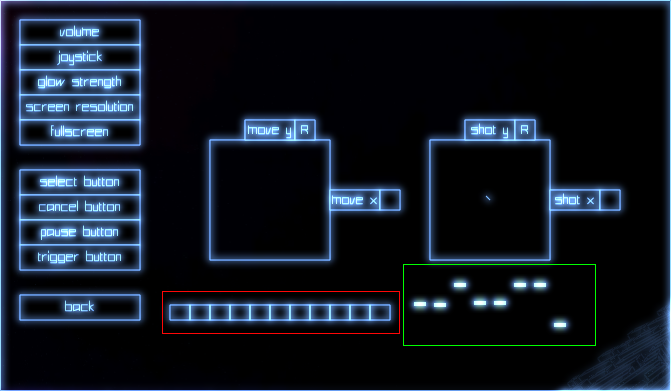 volume
joystick
glow strength
screen resolution
fullscreen
select button
cancel button
pause button
trigger button
back
move y R
move x
shot y R
shot x